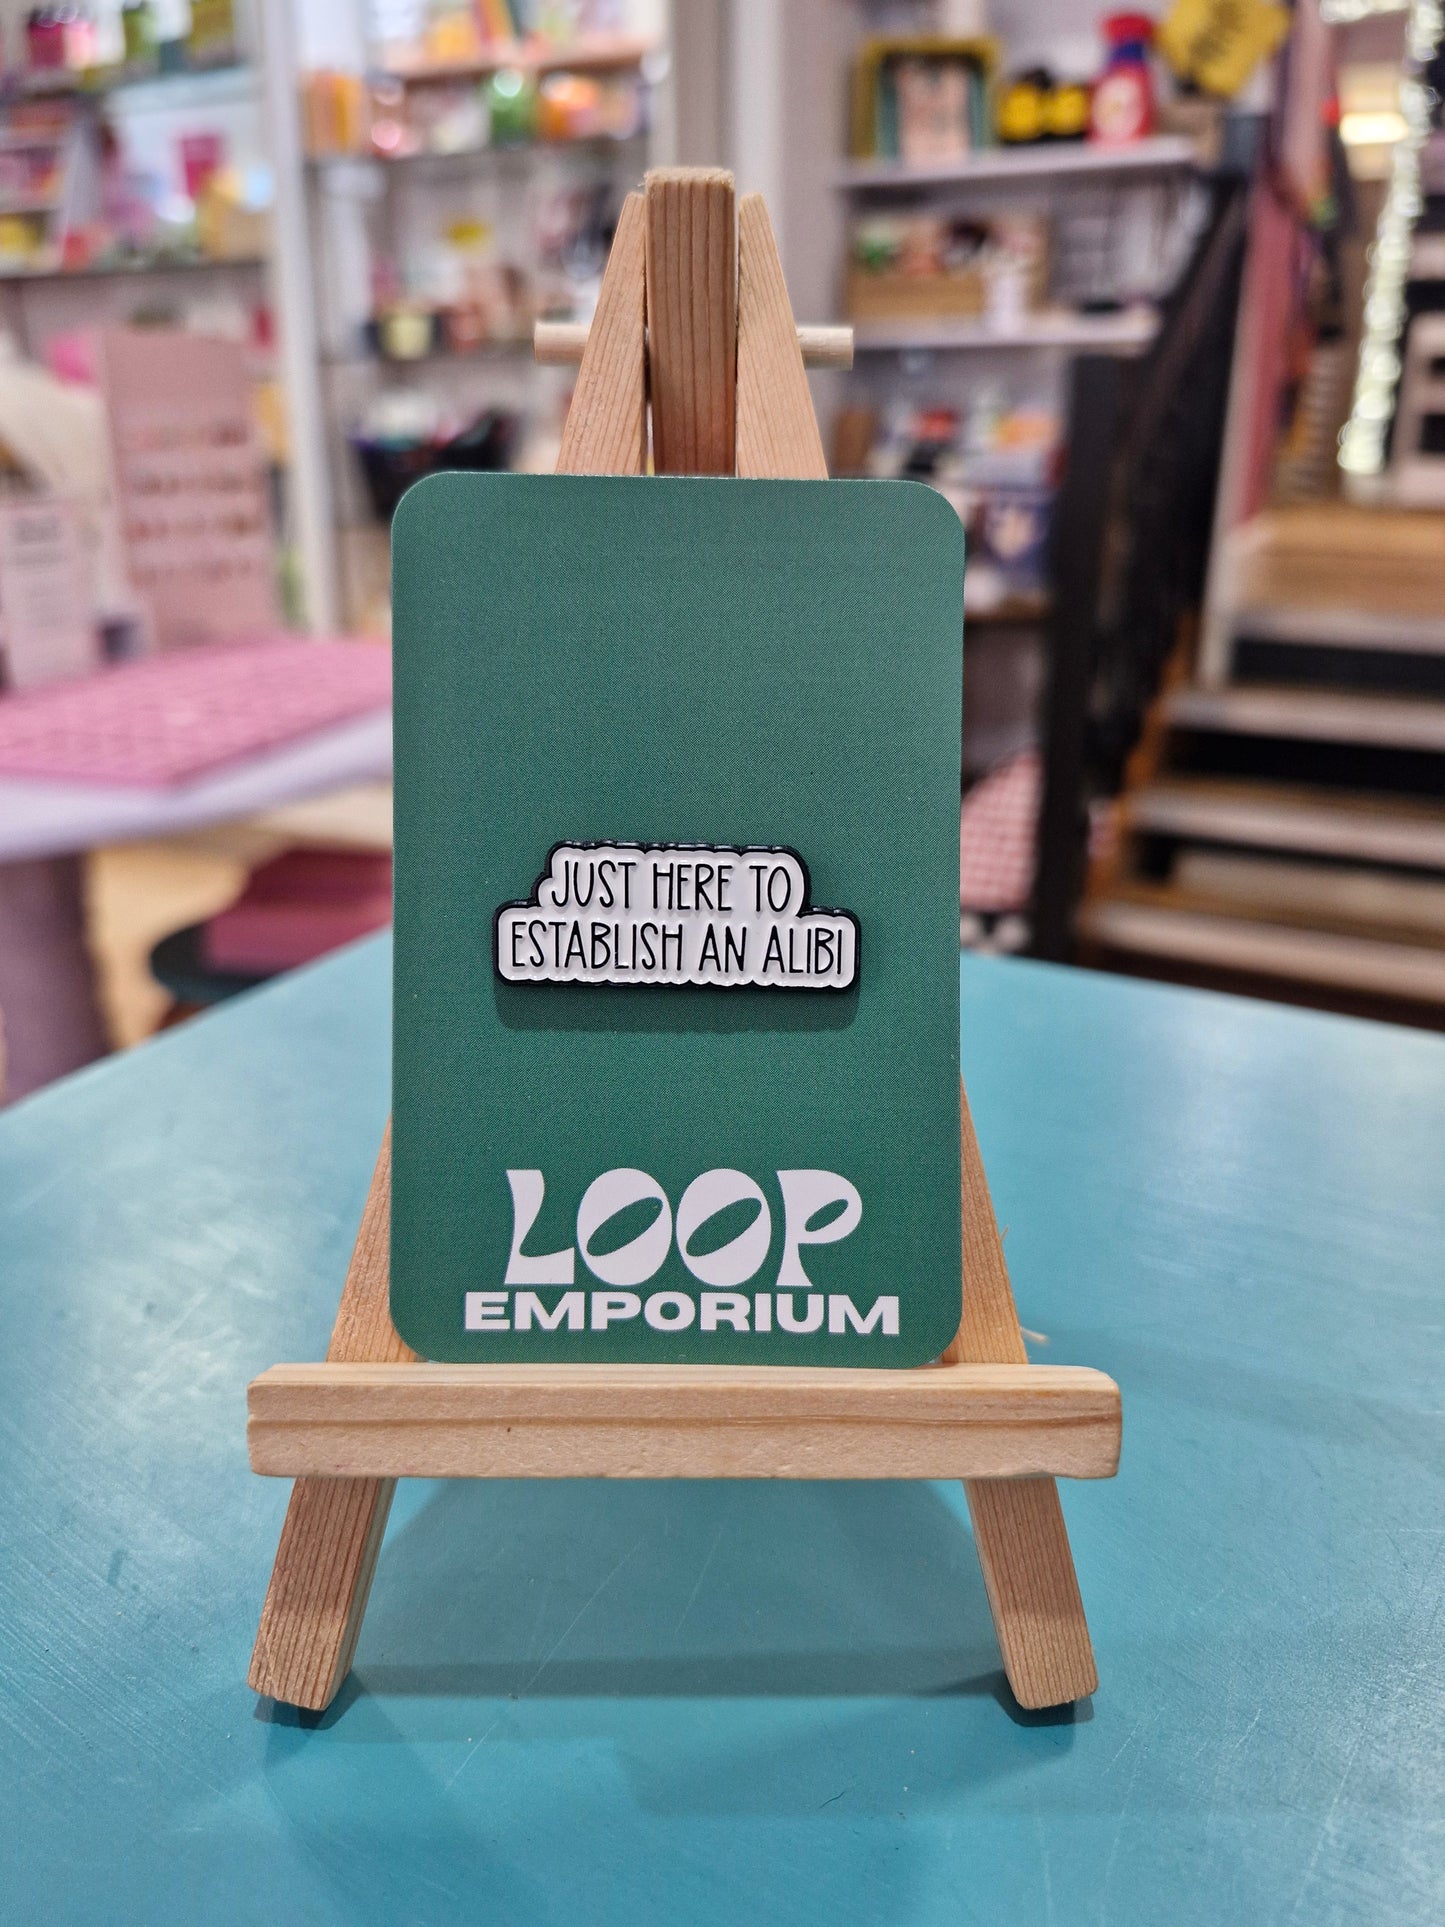 JUST HERE TO
ESTABLISH AN ALIBI
LOOP
EMPORIUM